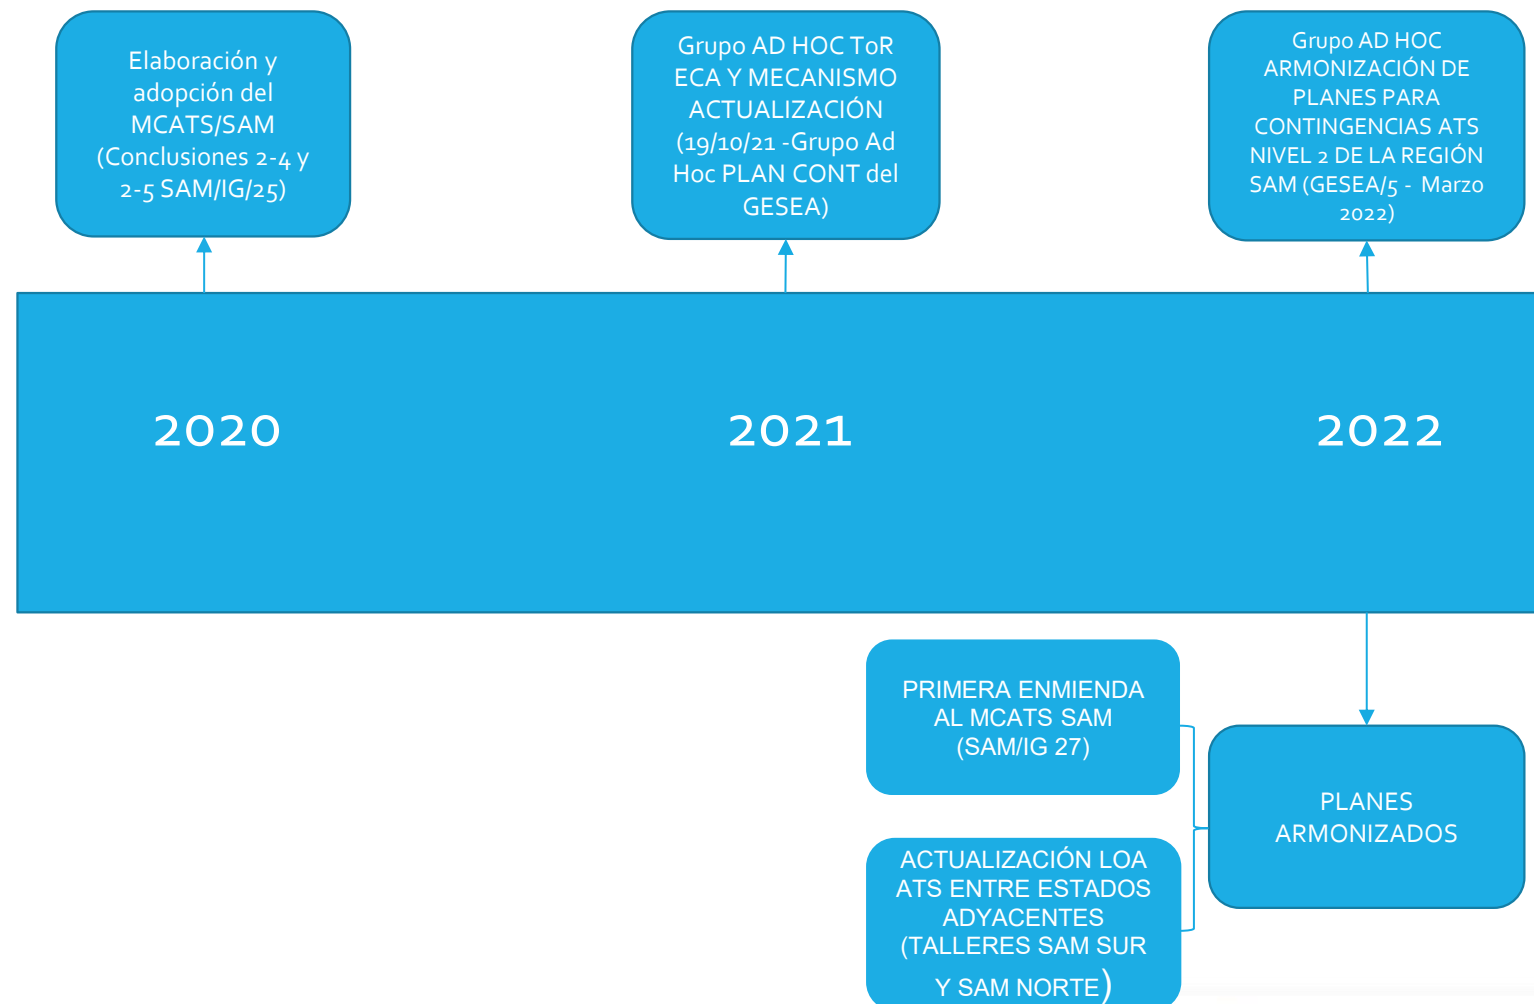 Elaboración y
adopción del
MCATS/SAM
(Conclusiones 2-4 y
2-5 SAM/IG/25)
Grupo AD HOC ToR
ECA Y MECANISMO
ACTUALIZACIÓN
(19/10/21 -Grupo Ad
Hoc PLAN CONT del
GESEA)
Grupo AD HOC
ARMONIZACIÓN DE
PLANES PARA
CONTINGENCIAS ATS
NIVEL 2 DE LA REGIÓN
SAM (GESEA/5 - Marzo
2022)
2020
2021
2022
PRIMERA ENMIENDA
AL MCATS SAM
(SAM/IG 27)
PLANES
ARMONIZADOS
ACTUALIZACIÓN LOA
ATS ENTRE ESTADOS
ADYACENTES
(TALLERES SAM SUR
Y SAM NORTE)